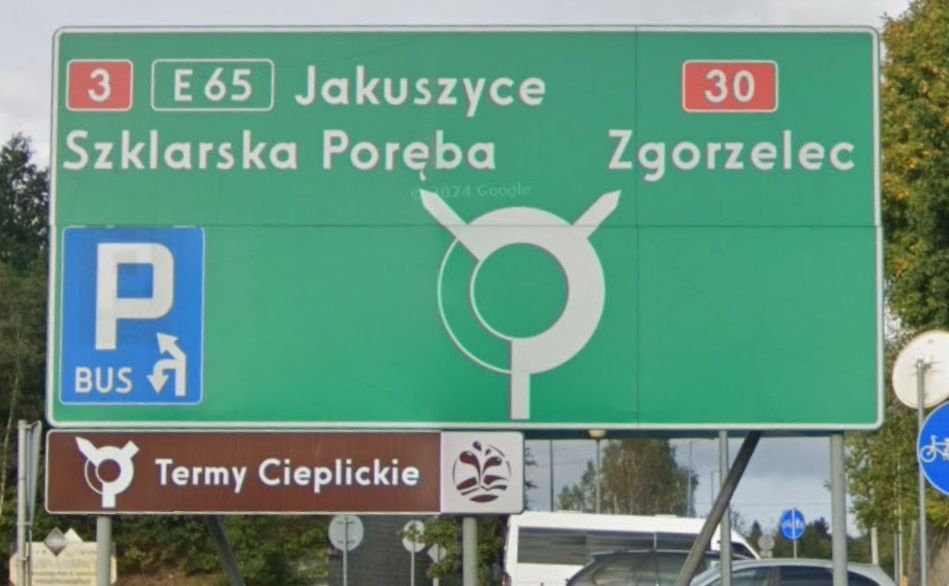 3 E 65 Jakuszyce
Szklarska Poręba
30
Zgorzelec
© 2024 Google
P
BUS
Termy Cieplickie